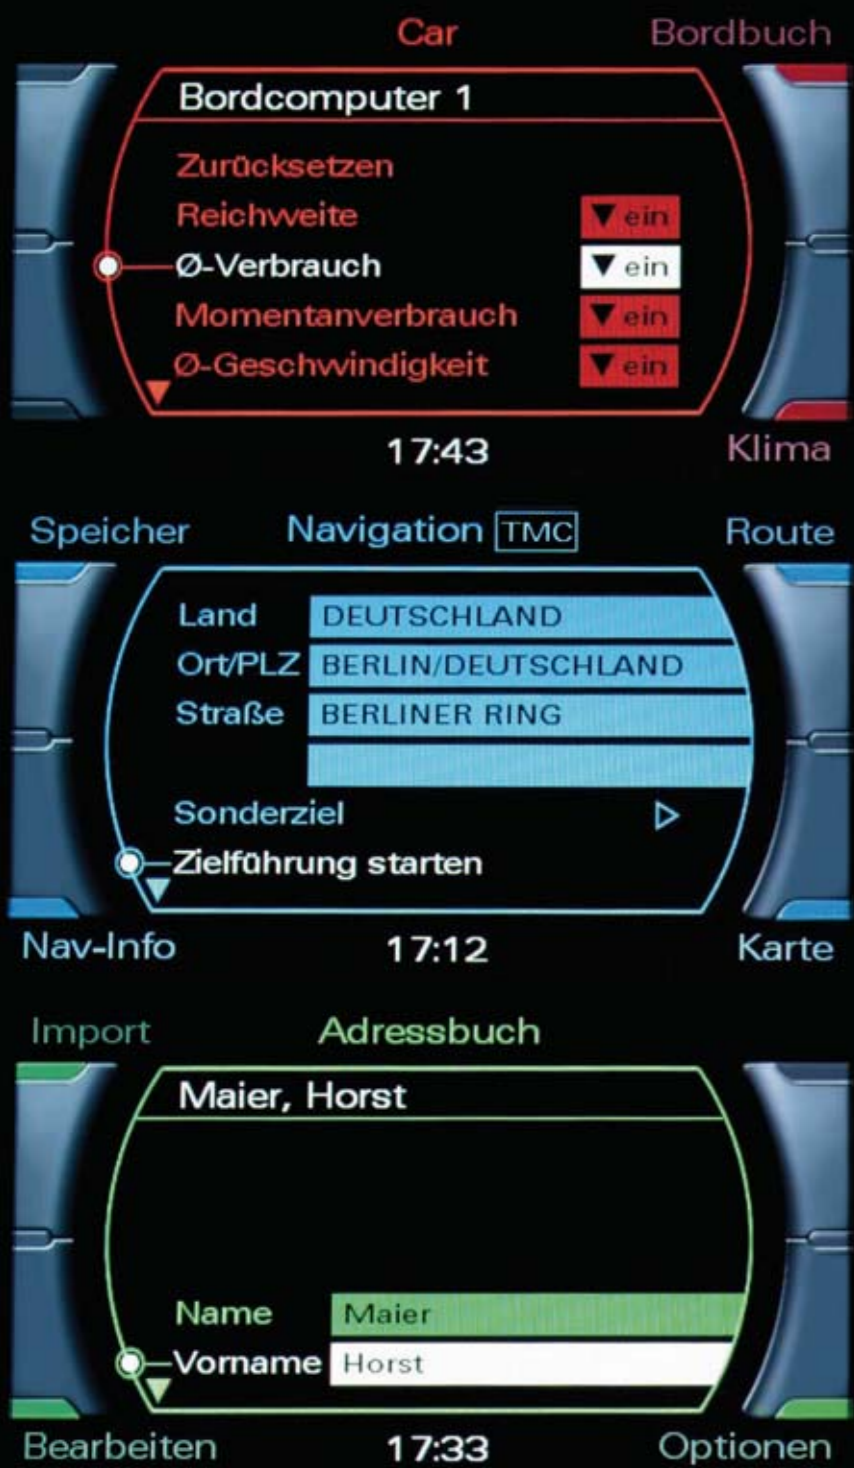 Car Bordbuch
Bordcomputer 1
Zurücksetzen
Reichweite ein
Ø-Verbrauch ein
Momentanverbrauch ein
Ø-Geschwindigkeit ein
17:43 Klima
Speicher Navigation TMC Route
Land DEUTSCHLAND
Ort/PLZ BERLIN/DEUTSCHLAND
Straße BERLINER RING
Sonderziel
Zielführung starten
Nav-Info 17:12 Karte
Import Adressbuch
Maier, Horst
Name Maier
Vorname Horst
Bearbeiten 17:33 Optionen